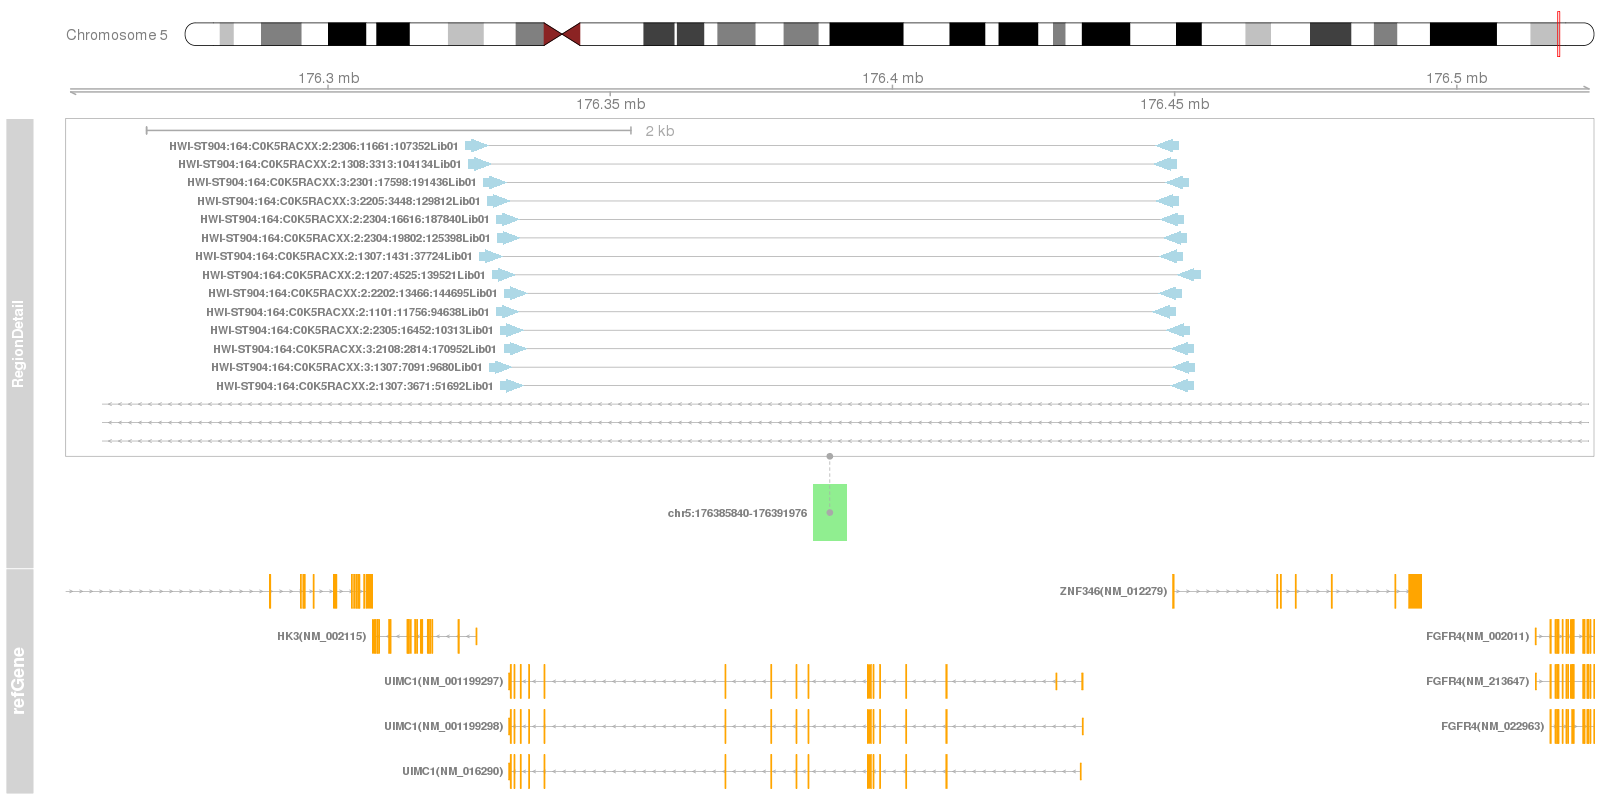 Chromosome 5
176.3 mb
176.4 mb
176.5 mb
176.35 mb
176.45 mb
RegionDetail
2 kb
HWI-ST904:164:C0K5RACXX:2:2306:11661:107352Lib01
HWI-ST904:164:C0K5RACXX:2:1308:3313:104134Lib01
HWI-ST904:164:C0K5RACXX:3:2301:17598:191436Lib01
HWI-ST904:164:C0K5RACXX:3:2205:3448:129812Lib01
HWI-ST904:164:C0K5RACXX:2:2304:16616:187840Lib01
HWI-ST904:164:C0K5RACXX:2:2304:19802:125398Lib01
HWI-ST904:164:C0K5RACXX:2:1307:1431:37724Lib01
HWI-ST904:164:C0K5RACXX:2:1207:4525:139521Lib01
HWI-ST904:164:C0K5RACXX:2:2202:13466:144695Lib01
HWI-ST904:164:C0K5RACXX:2:1101:11756:94638Lib01
HWI-ST904:164:C0K5RACXX:2:2305:16452:10313Lib01
HWI-ST904:164:C0K5RACXX:3:2108:2814:170952Lib01
HWI-ST904:164:C0K5RACXX:3:1307:7091:9680Lib01
HWI-ST904:164:C0K5RACXX:2:1307:3671:51692Lib01
chr5:176385840-176391976
refGene
ZNF346(NM_012279)
HK3(NM_002115)
FGFR4(NM_002011)
UIMC1(NM_001199297)
FGFR4(NM_213647)
UIMC1(NM_001199298)
FGFR4(NM_022963)
UIMC1(NM_016290)